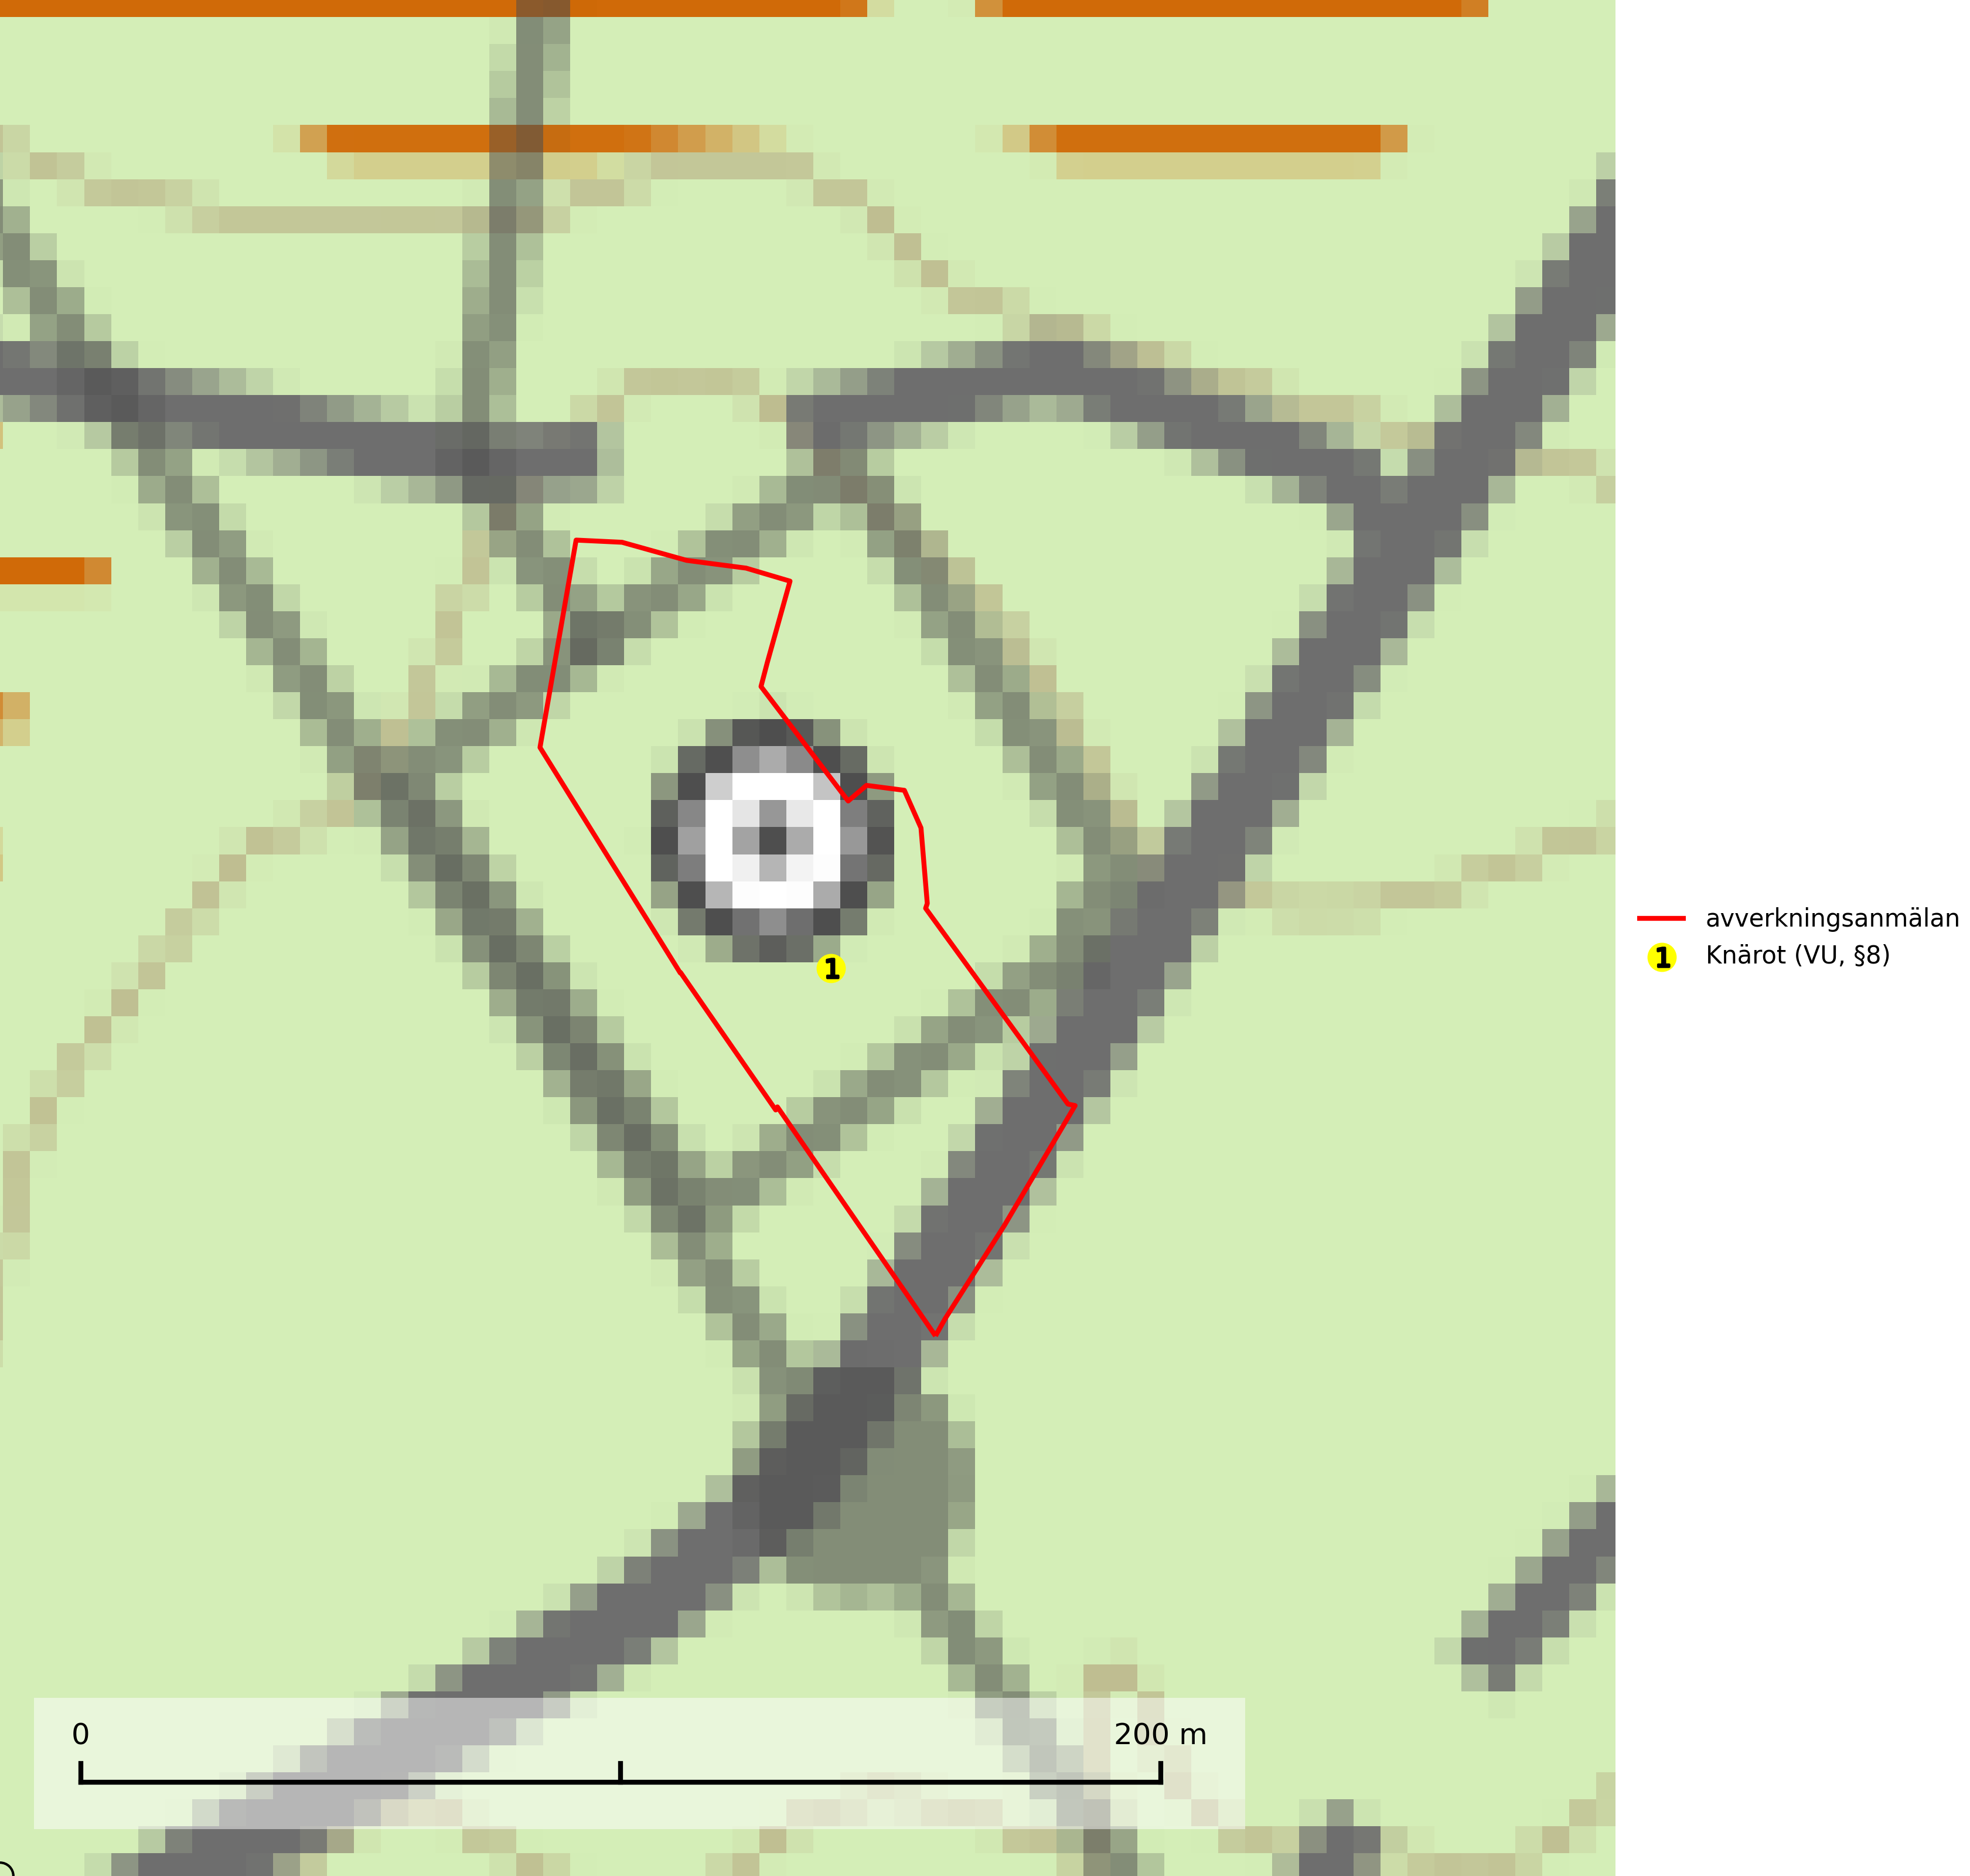 avverkningsanmälan
1 Knärot (VU, §8)
1
0 200 m